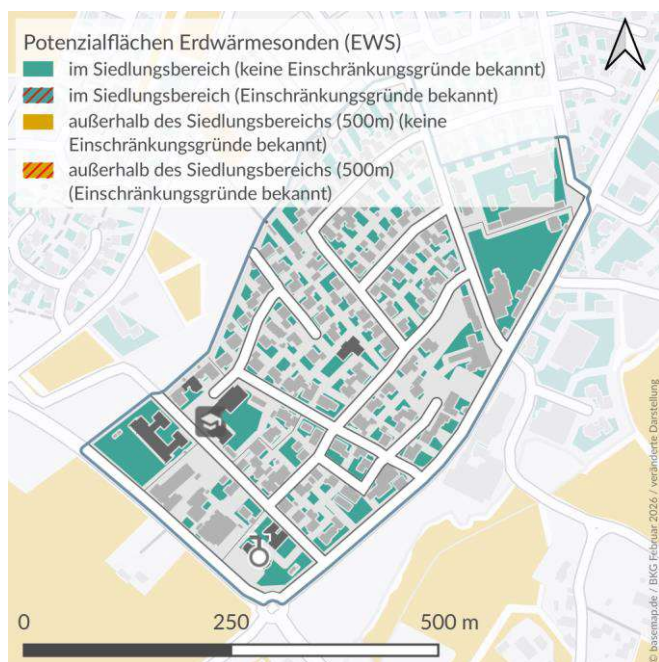 Potenzialflächen Erdwärmesonden (EWS)
im Siedlungsbereich (keine Einschränkungsgründe bekannt)
im Siedlungsbereich (Einschränkungsgründe bekannt)
außerhalb des Siedlungsbereichs (500m) (keine
Einschränkungsgründe bekannt)
außerhalb des Siedlungsbereichs (500m)
(Einschränkungsgründe bekannt)
0 250 500 m
© basemap.de / BKG Februar 2026 / veränderte Darstellung